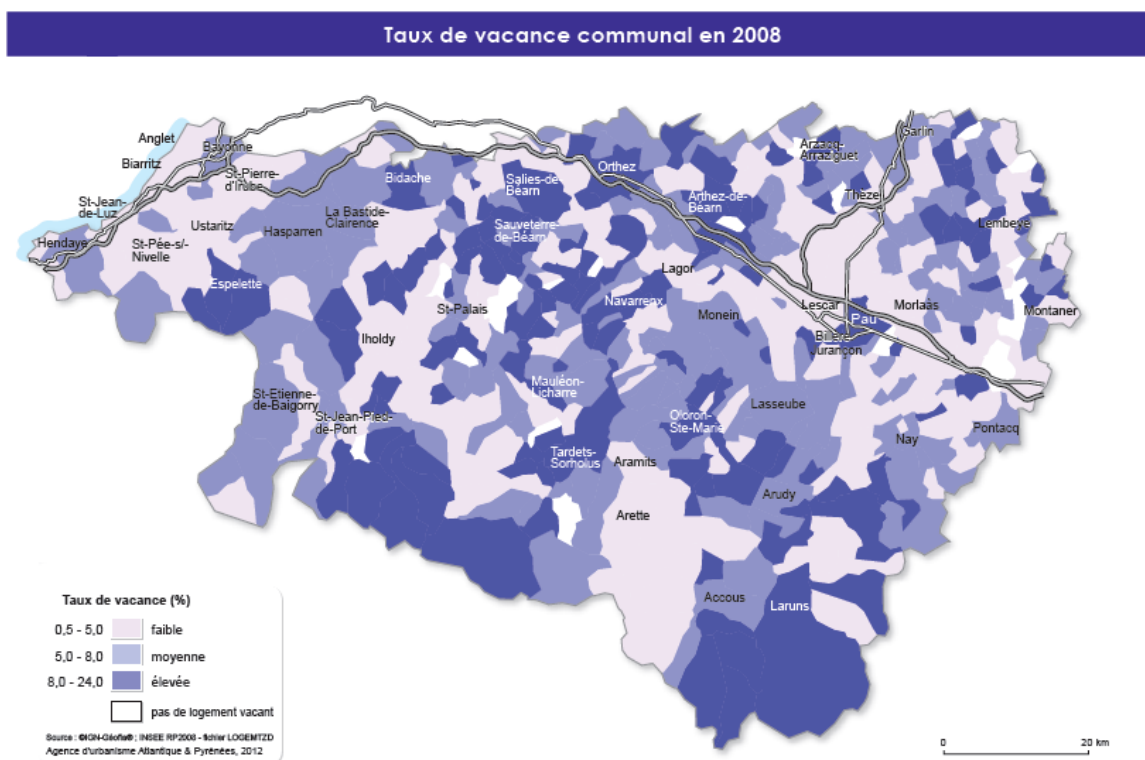 Taux de vacance communal en 2008
Anglet
Biarritz
Bayonne
St-Pierre-
d'Irube
St-Jean-
de-Luz
Hendaye
Ustaritz
St-Pée-s/-
Nivelle
Espelette
Hasparren
La Bastide-
Clairence
Bidache
Salies-de-
Béarn
Sauveterre-
de-Béarn
Orthez
Arthez-de-
Béarn
Arzacq-
Arraziguet
Garlin
Thèze
Lembeye
Lagor
Navarrenx
Monein
Lescar
Pau
Billère
Jurançon
Morlaàs
Montaner
St-Palais
Iholdy
Mauléon-
Licharre
St-Etienne-
de-Baigorry
St-Jean-Pied-
de-Port
Tardets-
Sorholus
Oloron-
Ste-Marie
Lasseube
Nay
Pontacq
Aramits
Arudy
Arette
Accous
Laruns
Taux de vacance (%)
0,5 - 5,0 faible
5,0 - 8,0 moyenne
8,0 - 24,0 élevée
pas de logement vacant
Source : ©IGN-Géofla® ; INSEE RP2008 - fichier LOGEMTZD
Agence d'urbanisme Atlantique & Pyrénées, 2012
0 20 km